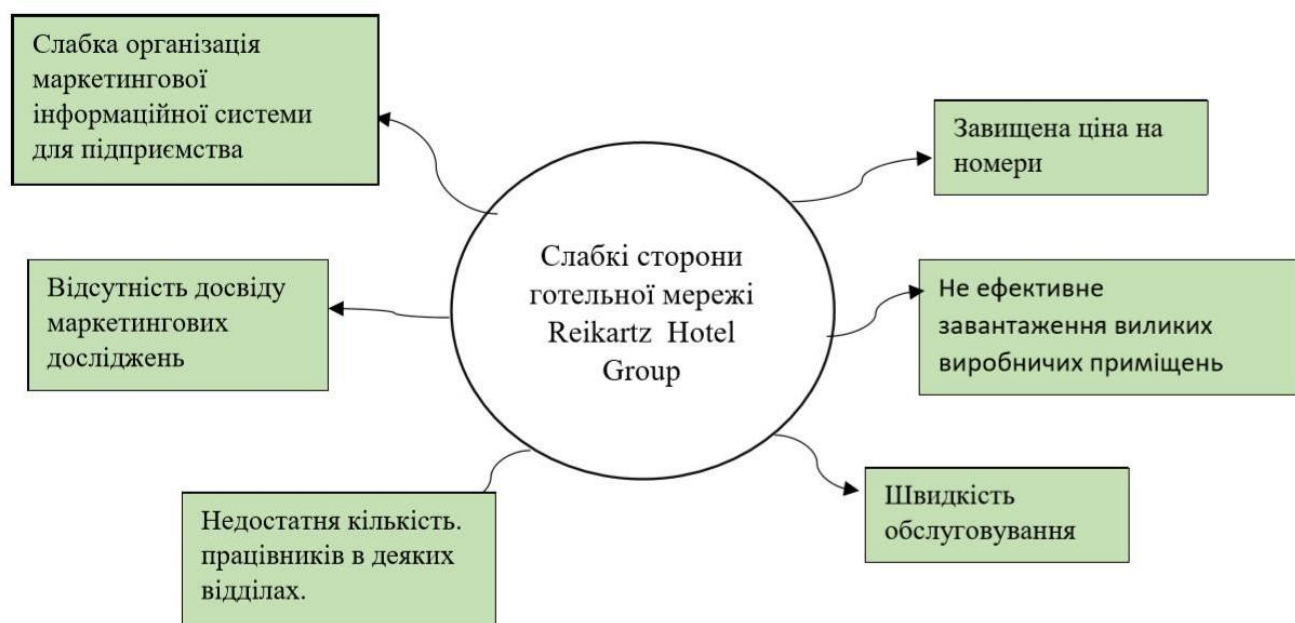 Слабка організація
маркетингової
інформаційної системи
для підприємства
Завищена ціна на
номери
Слабкі сторони
готельної мережі
Reikartz Hotel
Group
Відсутність досвіду
маркетингових
досліджень
Не ефективне
завантаження виликих
виробничих приміщень
Недостатня кількість.
працівників в деяких
відділах.
Швидкість
обслуговування